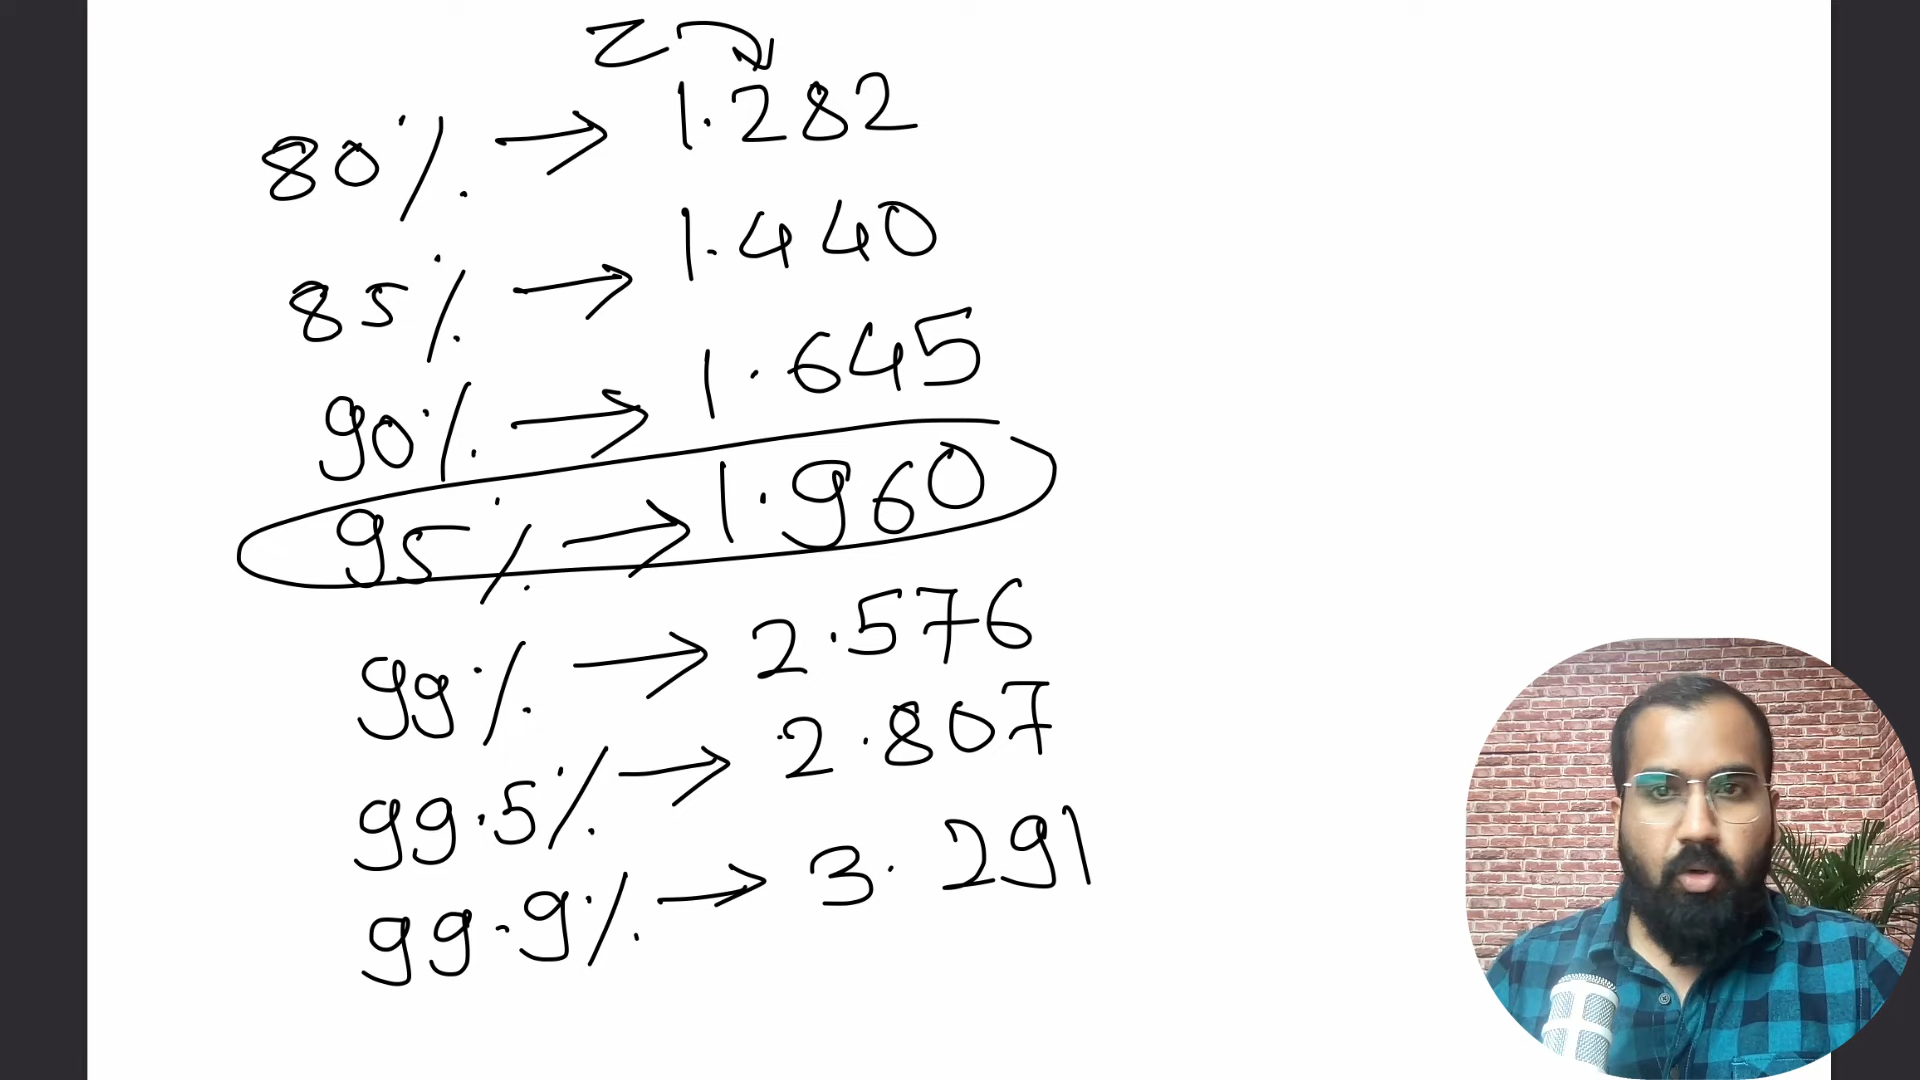 Z
80% → 1.282
85% → 1.440
90% → 1.645
95% → 1.960
99% → 2.576
99.5% → 2.807
99.9% → 3.291